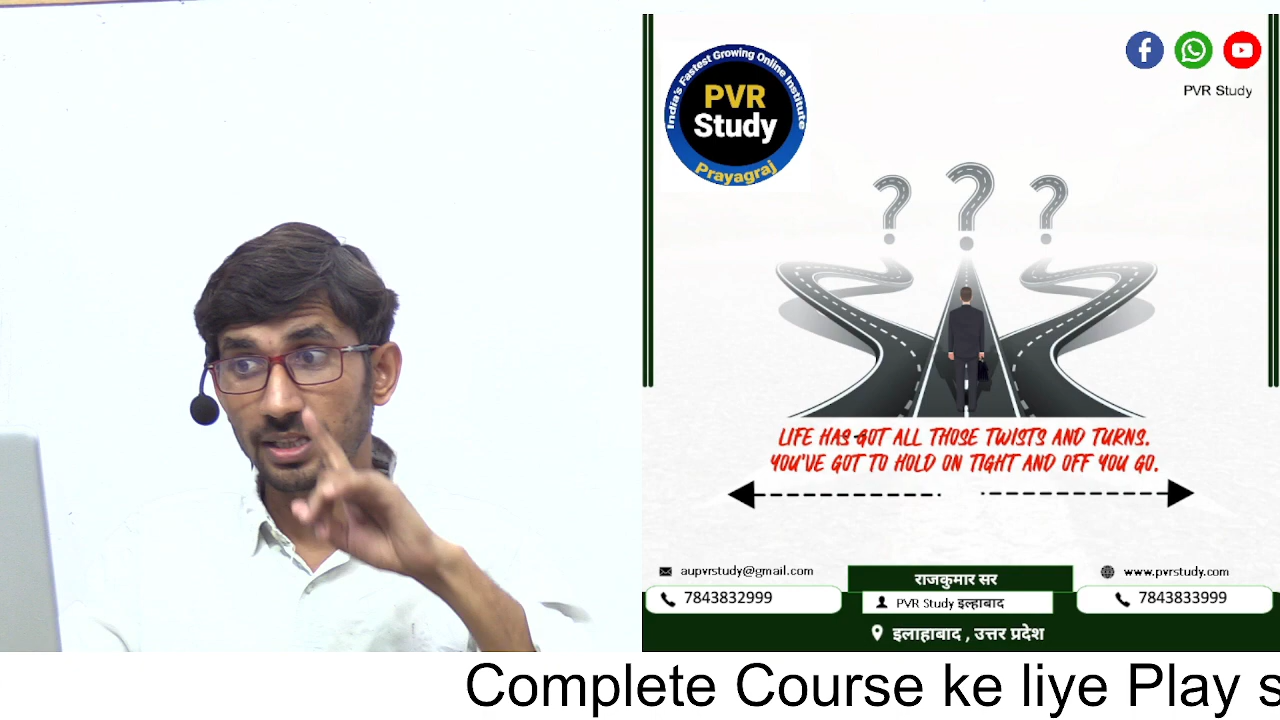 India's Fastest Growing Online Institute
PVR
Study
Prayagraj
PVR Study
LIFE HAS GOT ALL THOSE TWISTS AND TURNS.
YOU'VE GOT TO HOLD ON TIGHT AND OFF YOU GO.
aupvrstudy@gmail.com
राजकुमार सर
www.pvrstudy.com
7843832999
PVR Study इल्हाबाद
7843833999
इलाहाबाद , उत्तर प्रदेश
Complete Course ke liye Play s